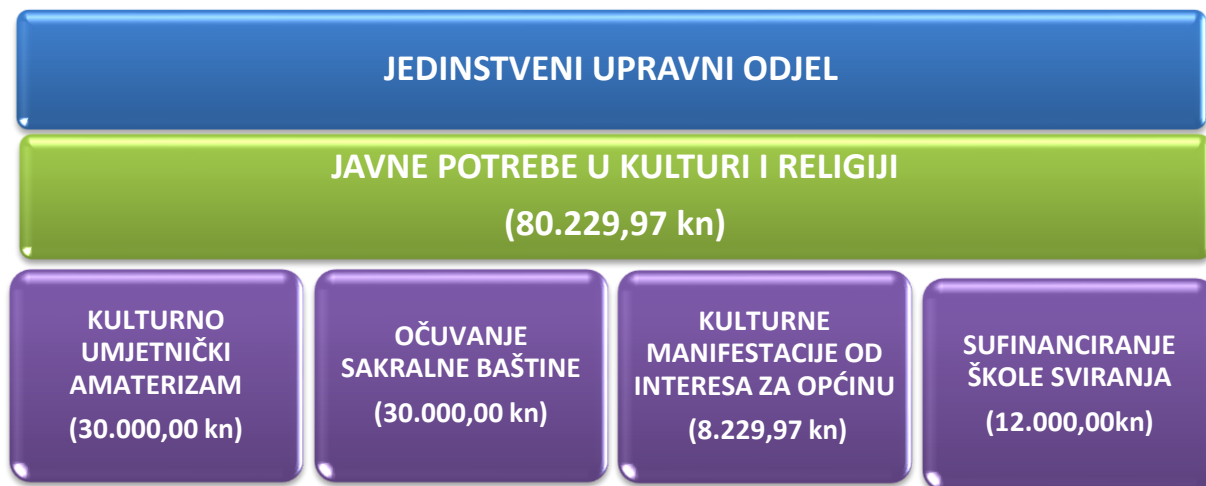 JEDINSTVENI UPRAVNI ODJEL
JAVNE POTREBE U KULTURI I RELIGIJI
(80.229,97 kn)
KULTURNO
UMJETNIČKI
AMATERIZAM
(30.000,00 kn)
OČUVANJE
SAKRALNE BAŠTINE
(30.000,00 kn)
KULTURNE
MANIFESTACIJE OD
INTERESA ZA OPĆINU
(8.229,97 kn)
SUFINANCIRANJE
ŠKOLE SVIRANJA
(12.000,00kn)